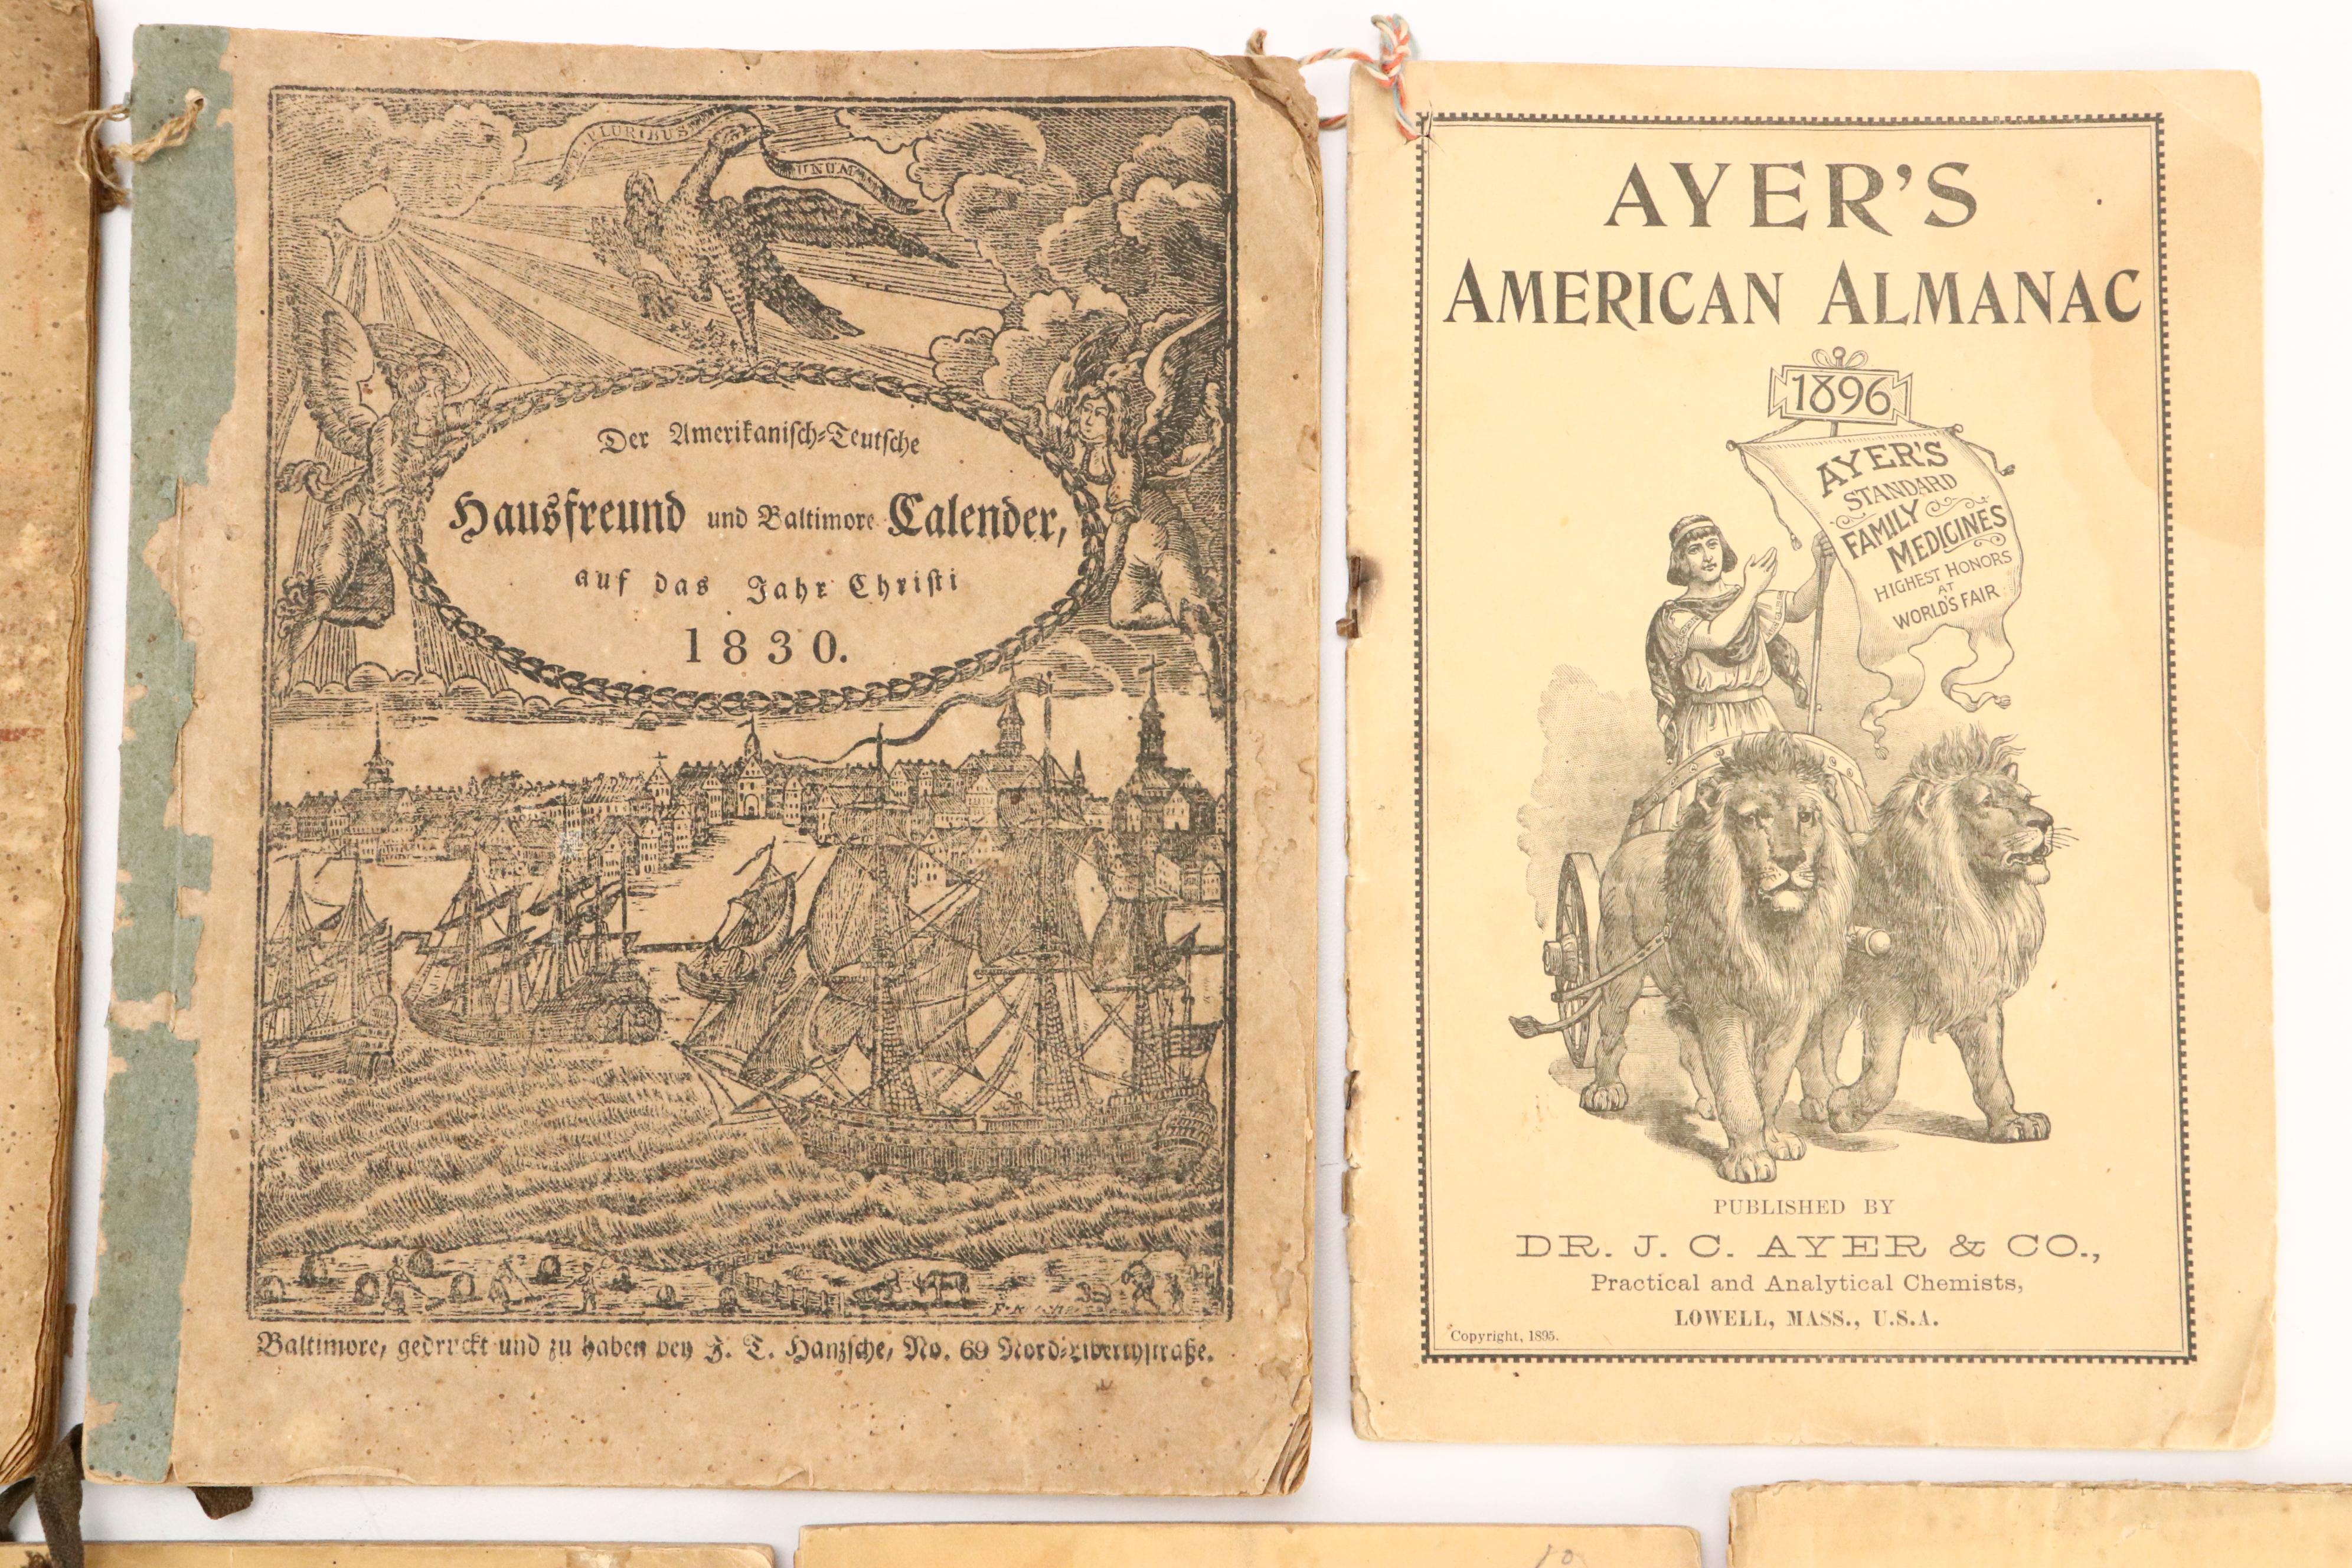 E PLURIBUS UNUM
Der Amerikanisch-Teutsche
Hausfreund und Baltimore Calender,
auf das Jahr Christi
1830.
Baltimore, gedruckt und zu haben bey J. T. Hanzsche, No. 69 Nord-Libertystraße.
AYER'S
AMERICAN ALMANAC
1896
AYER'S
STANDARD
FAMILY
MEDICINES
HIGHEST HONORS
AT
WORLD'S FAIR
PUBLISHED BY
DR. J. C. AYER & CO.,
Practical and Analytical Chemists,
LOWELL, MASS., U.S.A.
Copyright, 1895.